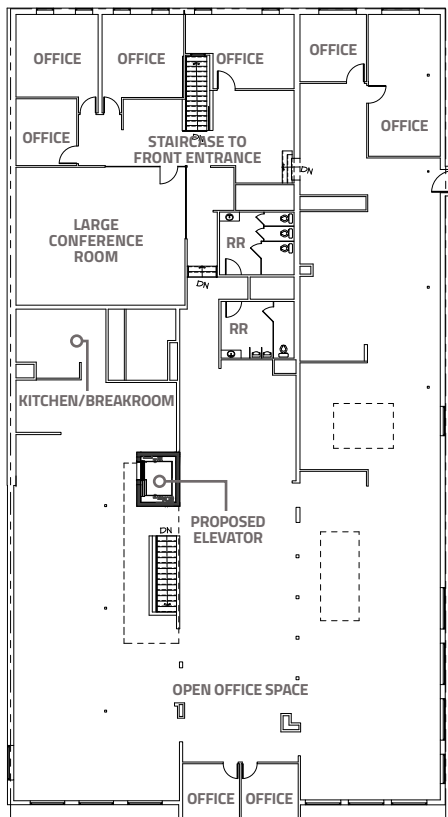 OFFICE
OFFICE
OFFICE
OFFICE
OFFICE
OFFICE
DN
STAIRCASE TO
FRONT ENTRANCE
DN
LARGE
CONFERENCE
ROOM
RR
DN
RR
KITCHEN/BREAKROOM
PROPOSED
ELEVATOR
DN
OPEN OFFICE SPACE
OFFICE
OFFICE